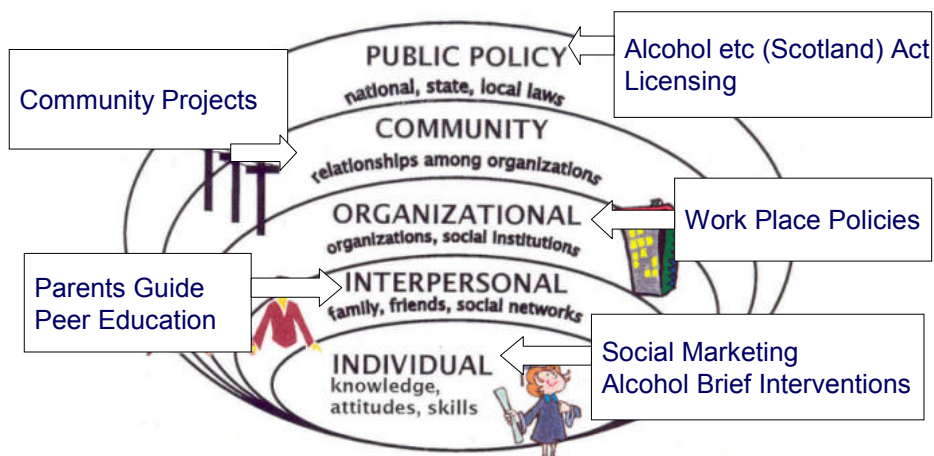 PUBLIC POLICY
national, state, local laws
Alcohol etc (Scotland) Act
Licensing
Community Projects
COMMUNITY
relationships among organizations
ORGANIZATIONAL
organizations, social institutions
Work Place Policies
Parents Guide
Peer Education
INTERPERSONAL
family, friends, social networks
INDIVIDUAL
knowledge,
attitudes, skills
Social Marketing
Alcohol Brief Interventions